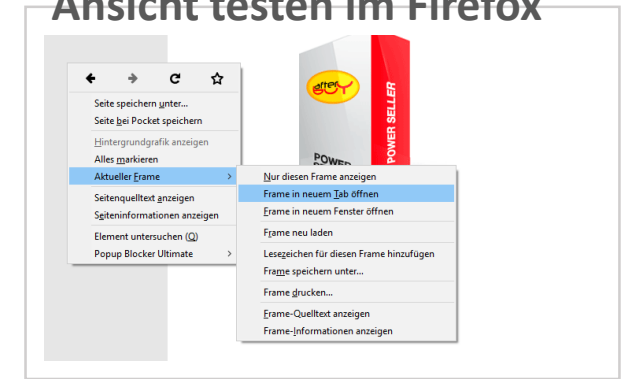 Ansicht testen im Firefox
Seite speichern unter...
Seite bei Pocket speichern
Hintergrundgrafik anzeigen
Alles markieren
Aktueller Frame
Seitenquelltext anzeigen
Seiteninformationen anzeigen
Element untersuchen (Q)
Popup Blocker Ultimate
after
BUY
POWER SELLER
POWER
Nur diesen Frame anzeigen
Frame in neuem Tab öffnen
Frame in neuem Fenster öffnen
Frame neu laden
Lesezeichen für diesen Frame hinzufügen
Frame speichern unter...
Frame drucken...
Frame-Quelltext anzeigen
Frame-Informationen anzeigen